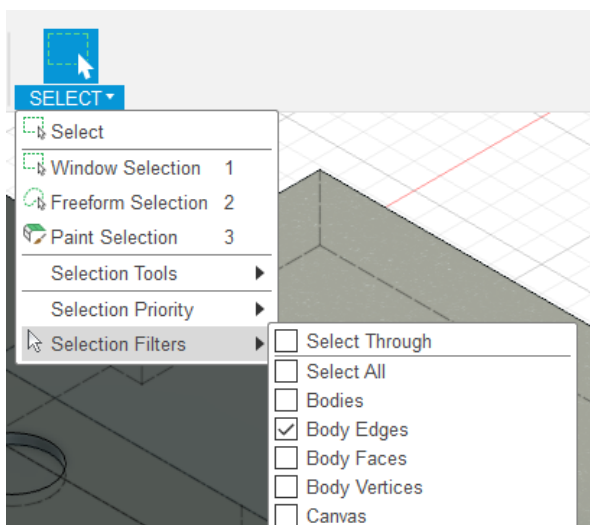 SELECT
Select
Window Selection 1
Freeform Selection 2
Paint Selection 3
Selection Tools
Selection Priority
Selection Filters
Select Through
Select All
Bodies
Body Edges
Body Faces
Body Vertices
Canvas